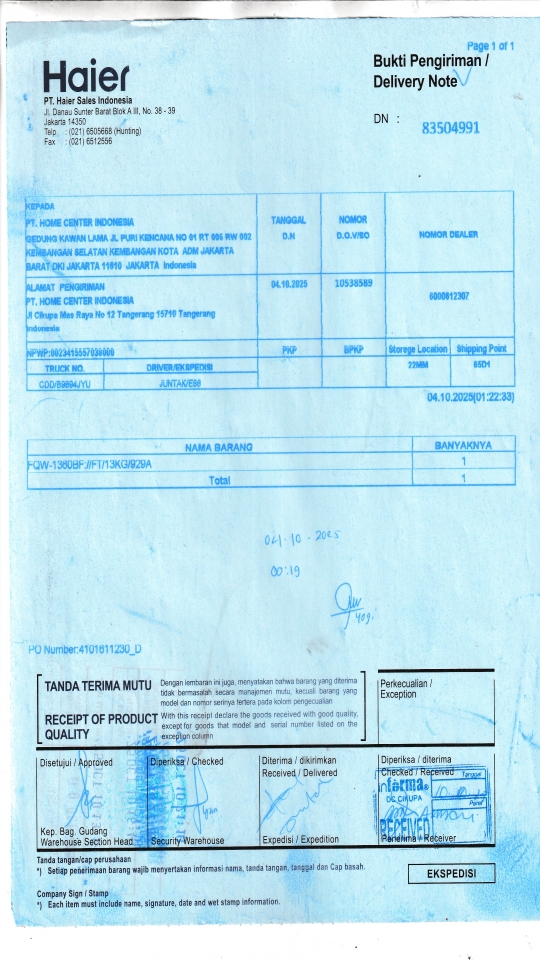 Page 1 of 1
Haier
Bukti Pengiriman /
Delivery Note
PT. Haier Sales Indonesia
Jl. Danau Sunter Barat Blok A III, No. 38 - 39
Jakarta 14350
Telp : (021) 6505668 (Hunting)
Fax : (021) 6512556
DN : 83504991
KEPADA
PT. HOME CENTER INDONESIA
GEDUNG KAWAN LAMA JL PURI KENCANA NO 01 RT 005 RW 002
KEMBANGAN SELATAN KEMBANGAN KOTA ADM JAKARTA
BARAT DKI JAKARTA 11610 JAKARTA Indonesia
TANGGAL
D.N
NOMOR
D.O.V/SO
NOMOR DEALER
ALAMAT PENGIRIMAN
PT. HOME CENTER INDONESIA
Jl Cikupa Mas Raya No 12 Tangerang 15710 Tangerang
Indonesia
04.10.2025
10538589
6000812307
NPWP:0023415557038000
PKP
BPKP
Storege Location
Shipping Point
TRUCK NO.
DRIVER/EKSPEDISI
22MM
65D1
CDD/B9894/YU
JUNTAK/E88
04.10.2025(01:22:33)
NAMA BARANG
BANYAKNYA
FQW-1360BF://FT/13KG/929A
1
Total
1
04-10-2025
00:19
Yogi
PO Number:4101611230_D
TANDA TERIMA MUTU
Dengan lembaran ini juga, menyatakan bahwa barang yang diterima
tidak bermasalah secara manajemen mutu, kecuali barang yang
model dan nomor serinya tertera pada kolom pengecualian
RECEIPT OF PRODUCT
QUALITY
With this receipt declare the goods received with good quality,
except for goods that model and serial number listed on the
exception column
Perkecualian /
Exception
Disetujui / Approved
Diperiksa / Checked
Diterima / dikirimkan
Received / Delivered
Diperiksa / diterima
Checked / Received
informa
Tanggal
DC CIKUPA
Paraf
RECEIVED
Kep. Bag. Gudang
Warehouse Section Head
Security Warehouse
Expedisi / Expedition
Penerima / Receiver
Tanda tangan/cap perusahaan
*) Setiap penerimaan barang wajib menyertakan informasi nama, tanda tangan, tanggal dan Cap basah.
EKSPEDISI
Company Sign / Stamp
*) Each item must include name, signature, date and wet stamp information.